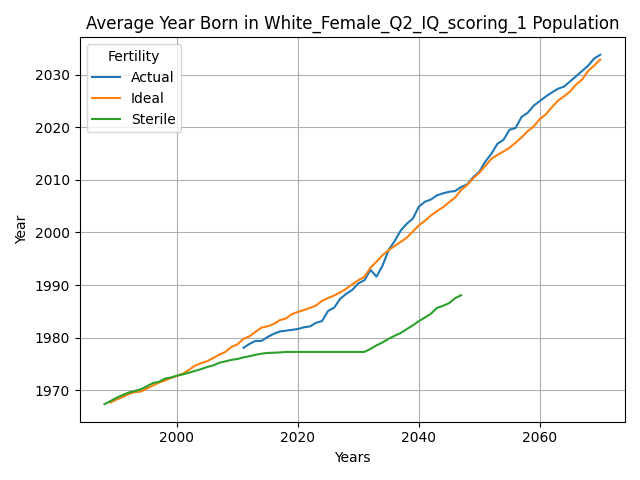 Average Year Born in White_Female_Q2_IQ_scoring_1 Population
Fertility
Actual
Ideal
Sterile
2030
2020
2010
2000
1990
1980
1970
Year
2000
2020
2040
2060
Years